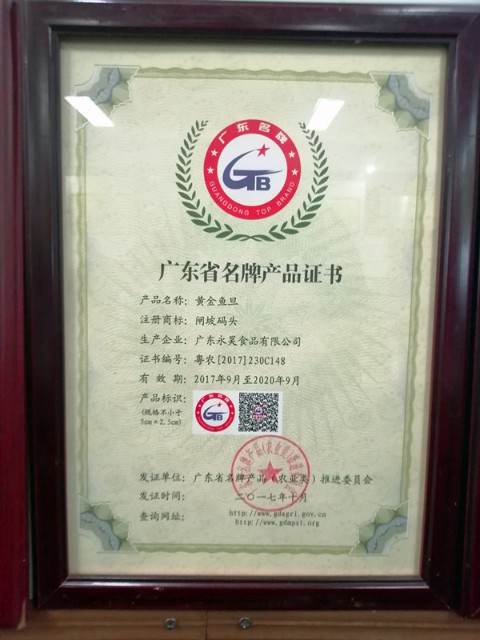 广东名牌
GTB
GUANGDONG TOP BRAND
广东省名牌产品证书
产品名称：黄金鱼旦
注册商标：闸坡码头
生产企业：广东永昊食品有限公司
证书编号：粤农[2017]230C148
有 效 期：2017年9月至2020年9月
产品标识：
(规格不小于
5cm*2.5cm)
发证单位：广东省名牌产品（农业类）推进委员会
发证时间：二〇一七年十月
查询网址：http://www.gdagri.gov.cn
http://www.gdmpxt.org